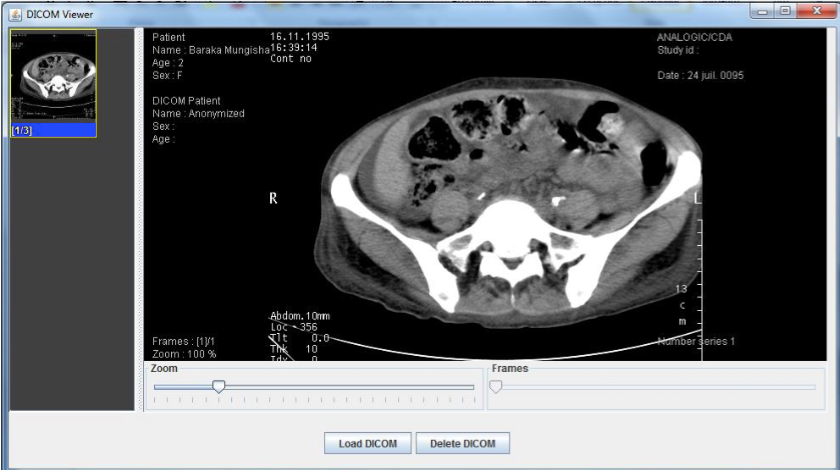 DICOM Viewer
[1/3]
Patient
Name : Baraka Mungisha
Age : 2
Sex : F
16.11.1995
16:39:14
Cont no
DICOM Patient
Name : Anonymized
Sex :
Age :
ANALOGIC/CDA
Study id :
Date : 24 juil. 0095
R
L
13
c
m
Abdom.10mm
Loc -356
Tlt 0.0
Thk 10
Idx 0
Frames : [1]/1
Zoom : 100 %
Number series 1
Zoom
Frames
Load DICOM
Delete DICOM